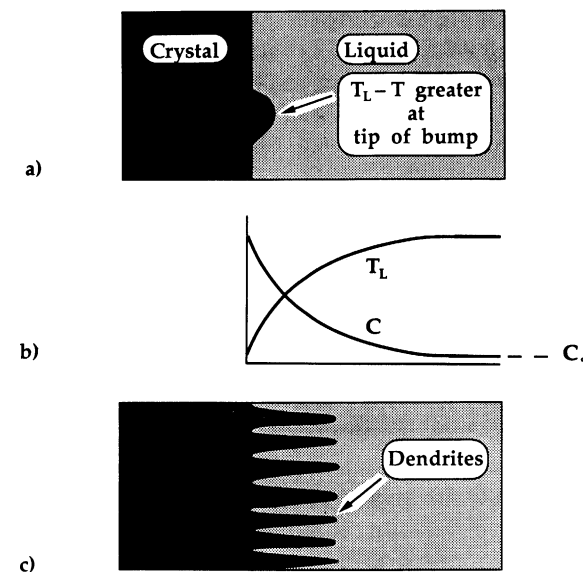 Crystal
Liquid
T_L – T greater
at
tip of bump
a)
T_L
C
b)
C.
Dendrites
c)